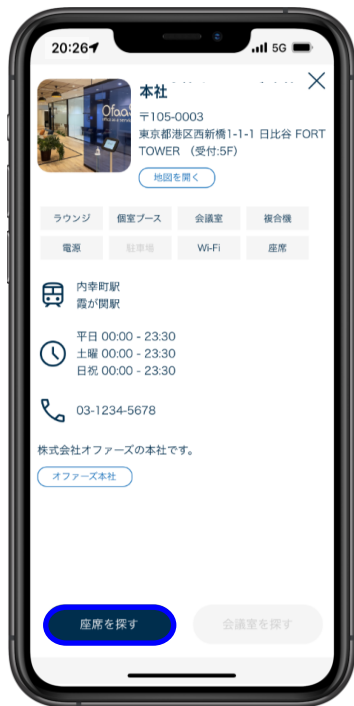 20:26
5G
本社
〒105-0003
東京都港区西新橋1-1-1 日比谷 FORT
TOWER （受付:5F）
地図を開く
OfaaS
ラウンジ 個室ブース 会議室 複合機
電源 駐車場 Wi-Fi 座席
内幸町駅
霞が関駅
平日 00:00 - 23:30
土曜 00:00 - 23:30
日祝 00:00 - 23:30
03-1234-5678
株式会社オファーズの本社です。
オファーズ本社
座席を探す 会議室を探す